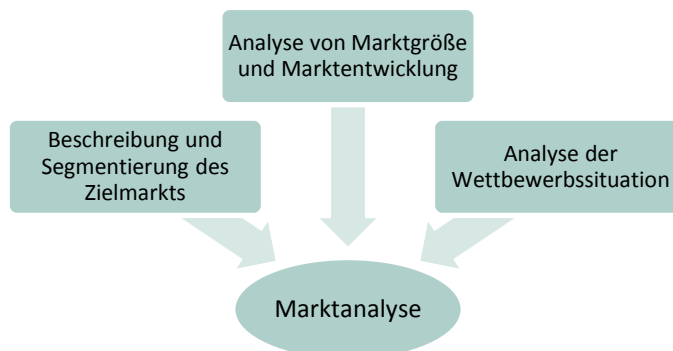 Analyse von Marktgröße
und Marktentwicklung
Beschreibung und
Segmentierung des
Zielmarkts
Analyse der
Wettbewerbssituation
Marktanalyse